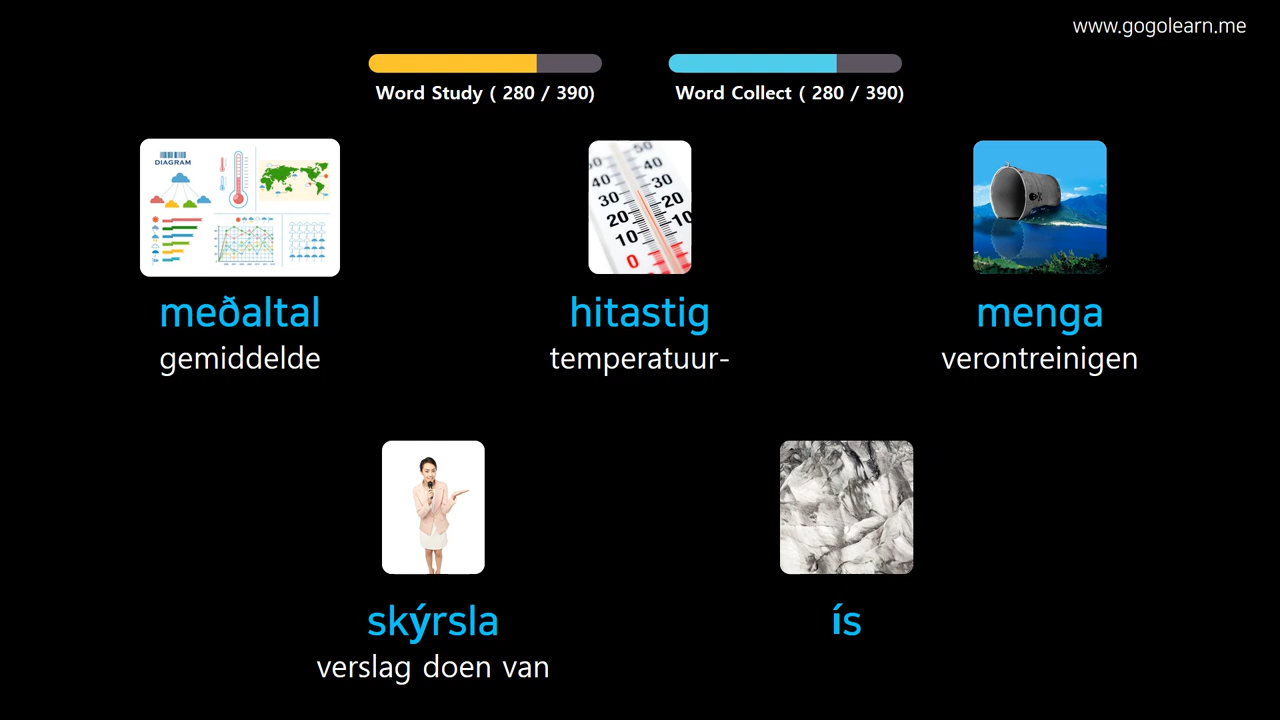 www.gogolearn.me
Word Study ( 280 / 390)
Word Collect ( 280 / 390)
DIAGRAM
meðaltal
gemiddelde
hitastig
temperatuur-
menga
verontreinigen
skýrsla
verslag doen van
ís